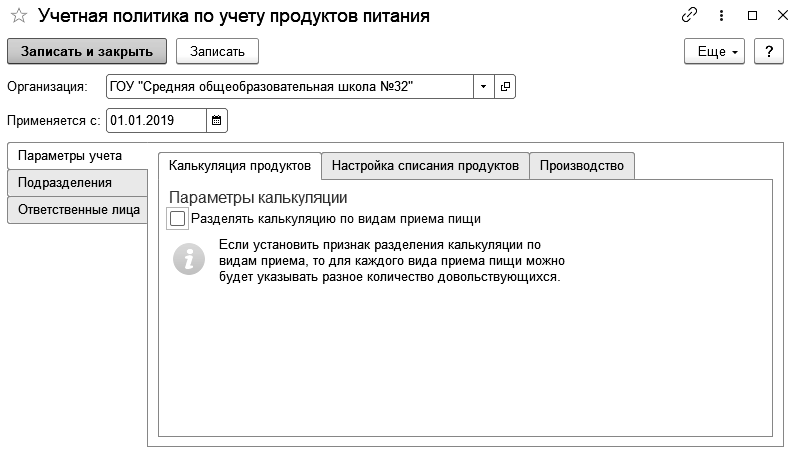 Учетная политика по учету продуктов питания
Записать и закрыть
Записать
Еще
?
Организация:
ГОУ "Средняя общеобразовательная школа №32"
Применяется с:
01.01.2019
Параметры учета
Подразделения
Ответственные лица
Калькуляция продуктов
Настройка списания продуктов
Производство
Параметры калькуляции
Разделять калькуляцию по видам приема пищи
Если установить признак разделения калькуляции по
видам приема, то для каждого вида приема пищи можно
будет указывать разное количество довольствующихся.